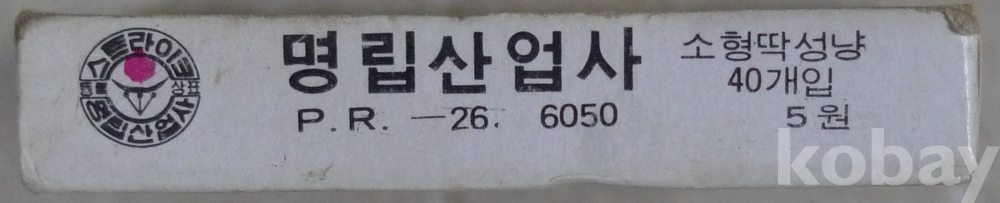 스트라이크
등록 상표
명립산업사
명립산업사
P.R. —26. 6050
소형딱성냥
40개입
5원
kobay